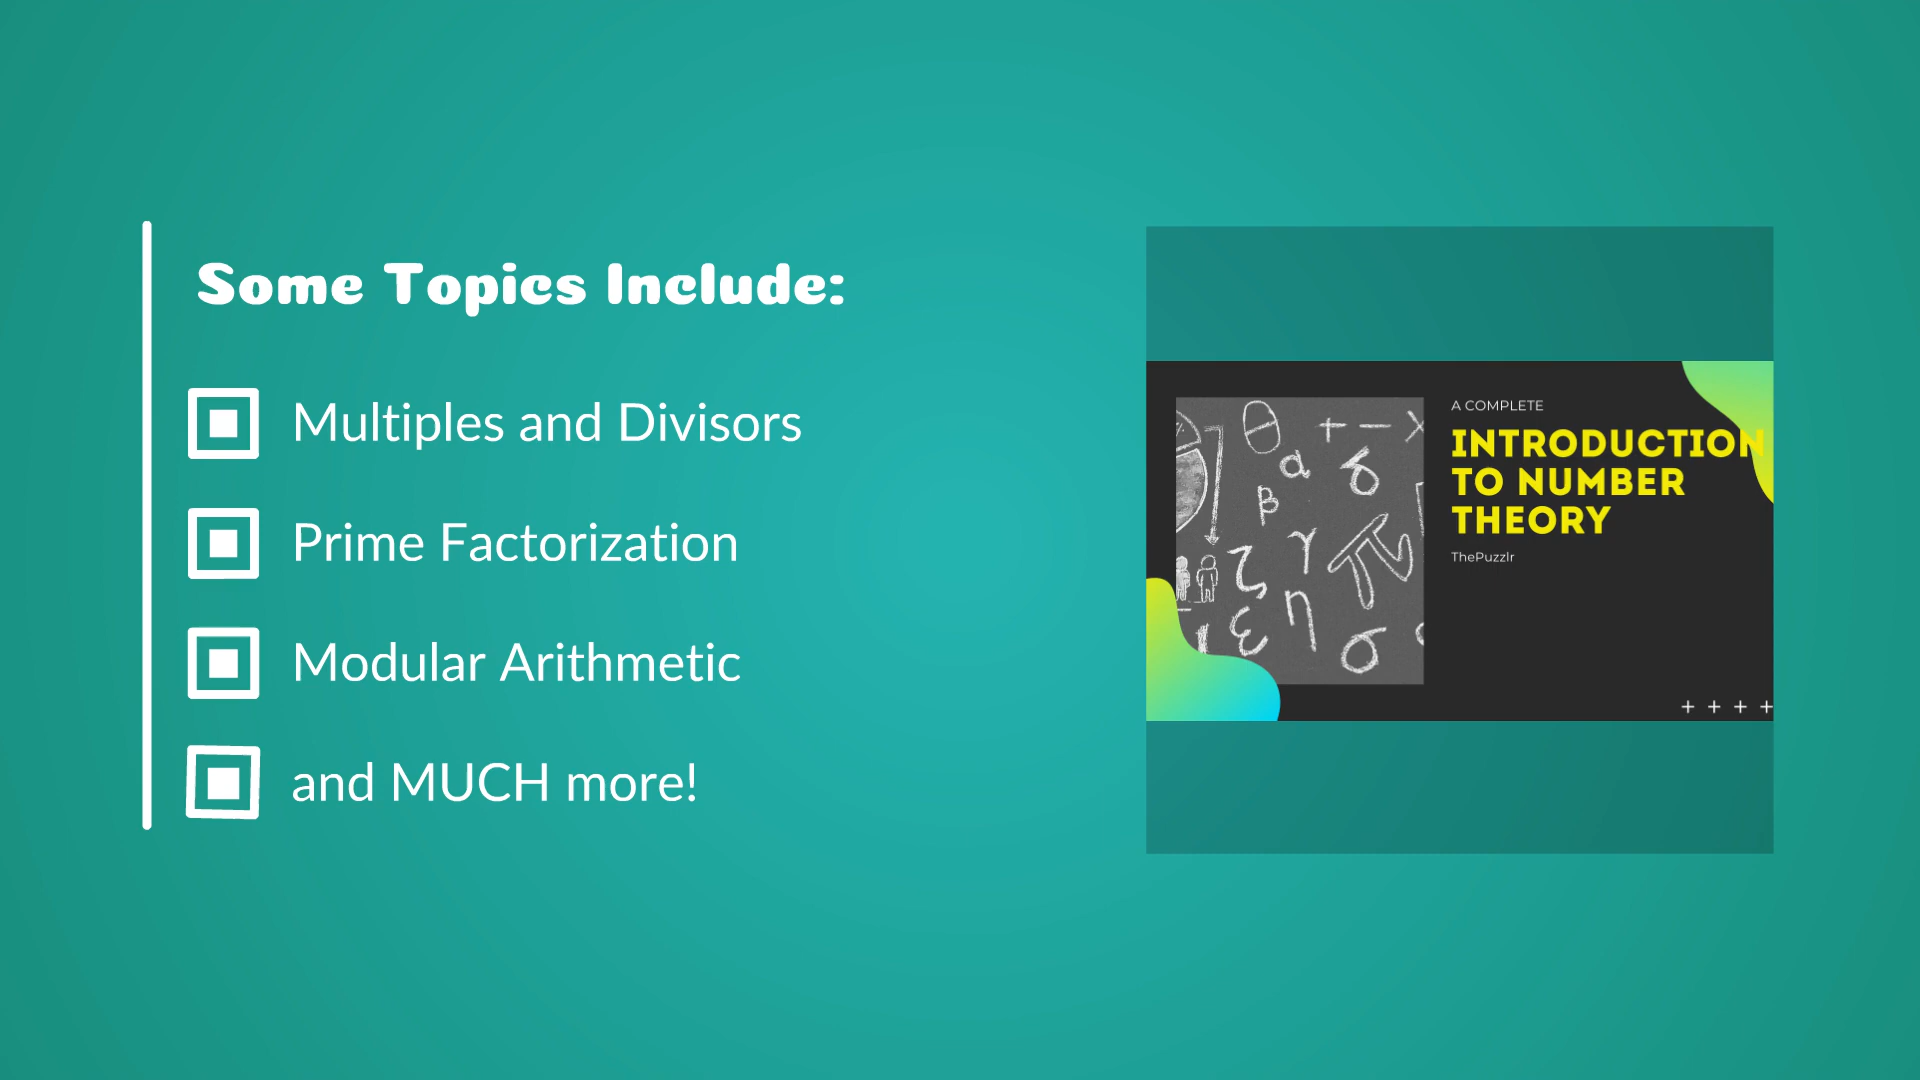 Some Topics Include:
Multiples and Divisors
Prime Factorization
Modular Arithmetic
and MUCH more!
A COMPLETE
INTRODUCTION
TO NUMBER
THEORY
ThePuzzlr
θ + −
α δ
β
γ π
ζ
η
ε σ
+ + + +